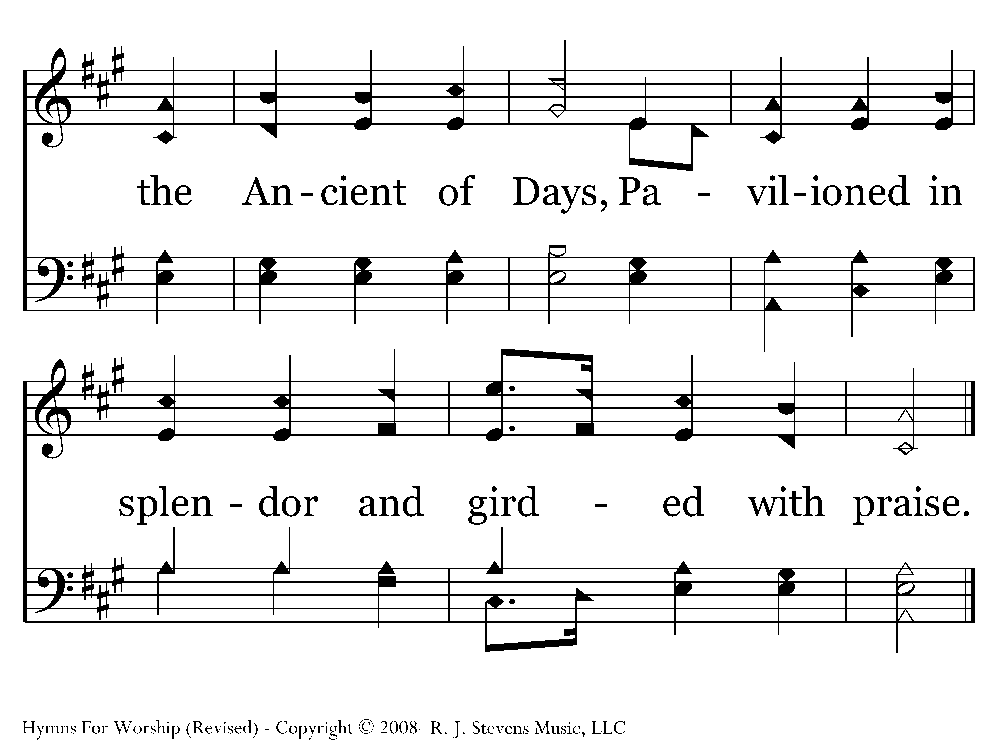 the An-cient of Days, Pa - vil-ioned in
splen - dor and gird - ed with praise.
Hymns For Worship (Revised) - Copyright © 2008 R. J. Stevens Music, LLC